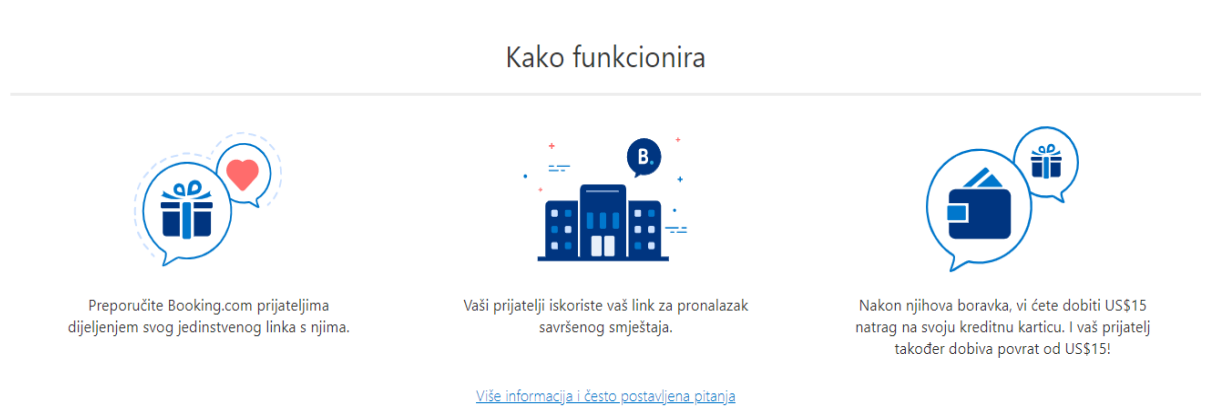 Kako funkcionira
B.
Preporučite Booking.com prijateljima
dijeljenjem svog jedinstvenog linka s njima.
Vaši prijatelji iskoriste vaš link za pronalazak
savršenog smještaja.
Nakon njihova boravka, vi ćete dobiti US$15
natrag na svoju kreditnu karticu. I vaš prijatelj
također dobiva povrat od US$15!
Više informacija i često postavljena pitanja